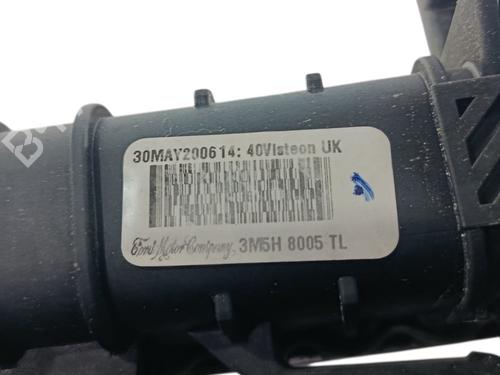 30MAY200614:40Visteon UK
Ford Motor Company, 3M5H 8005 TL